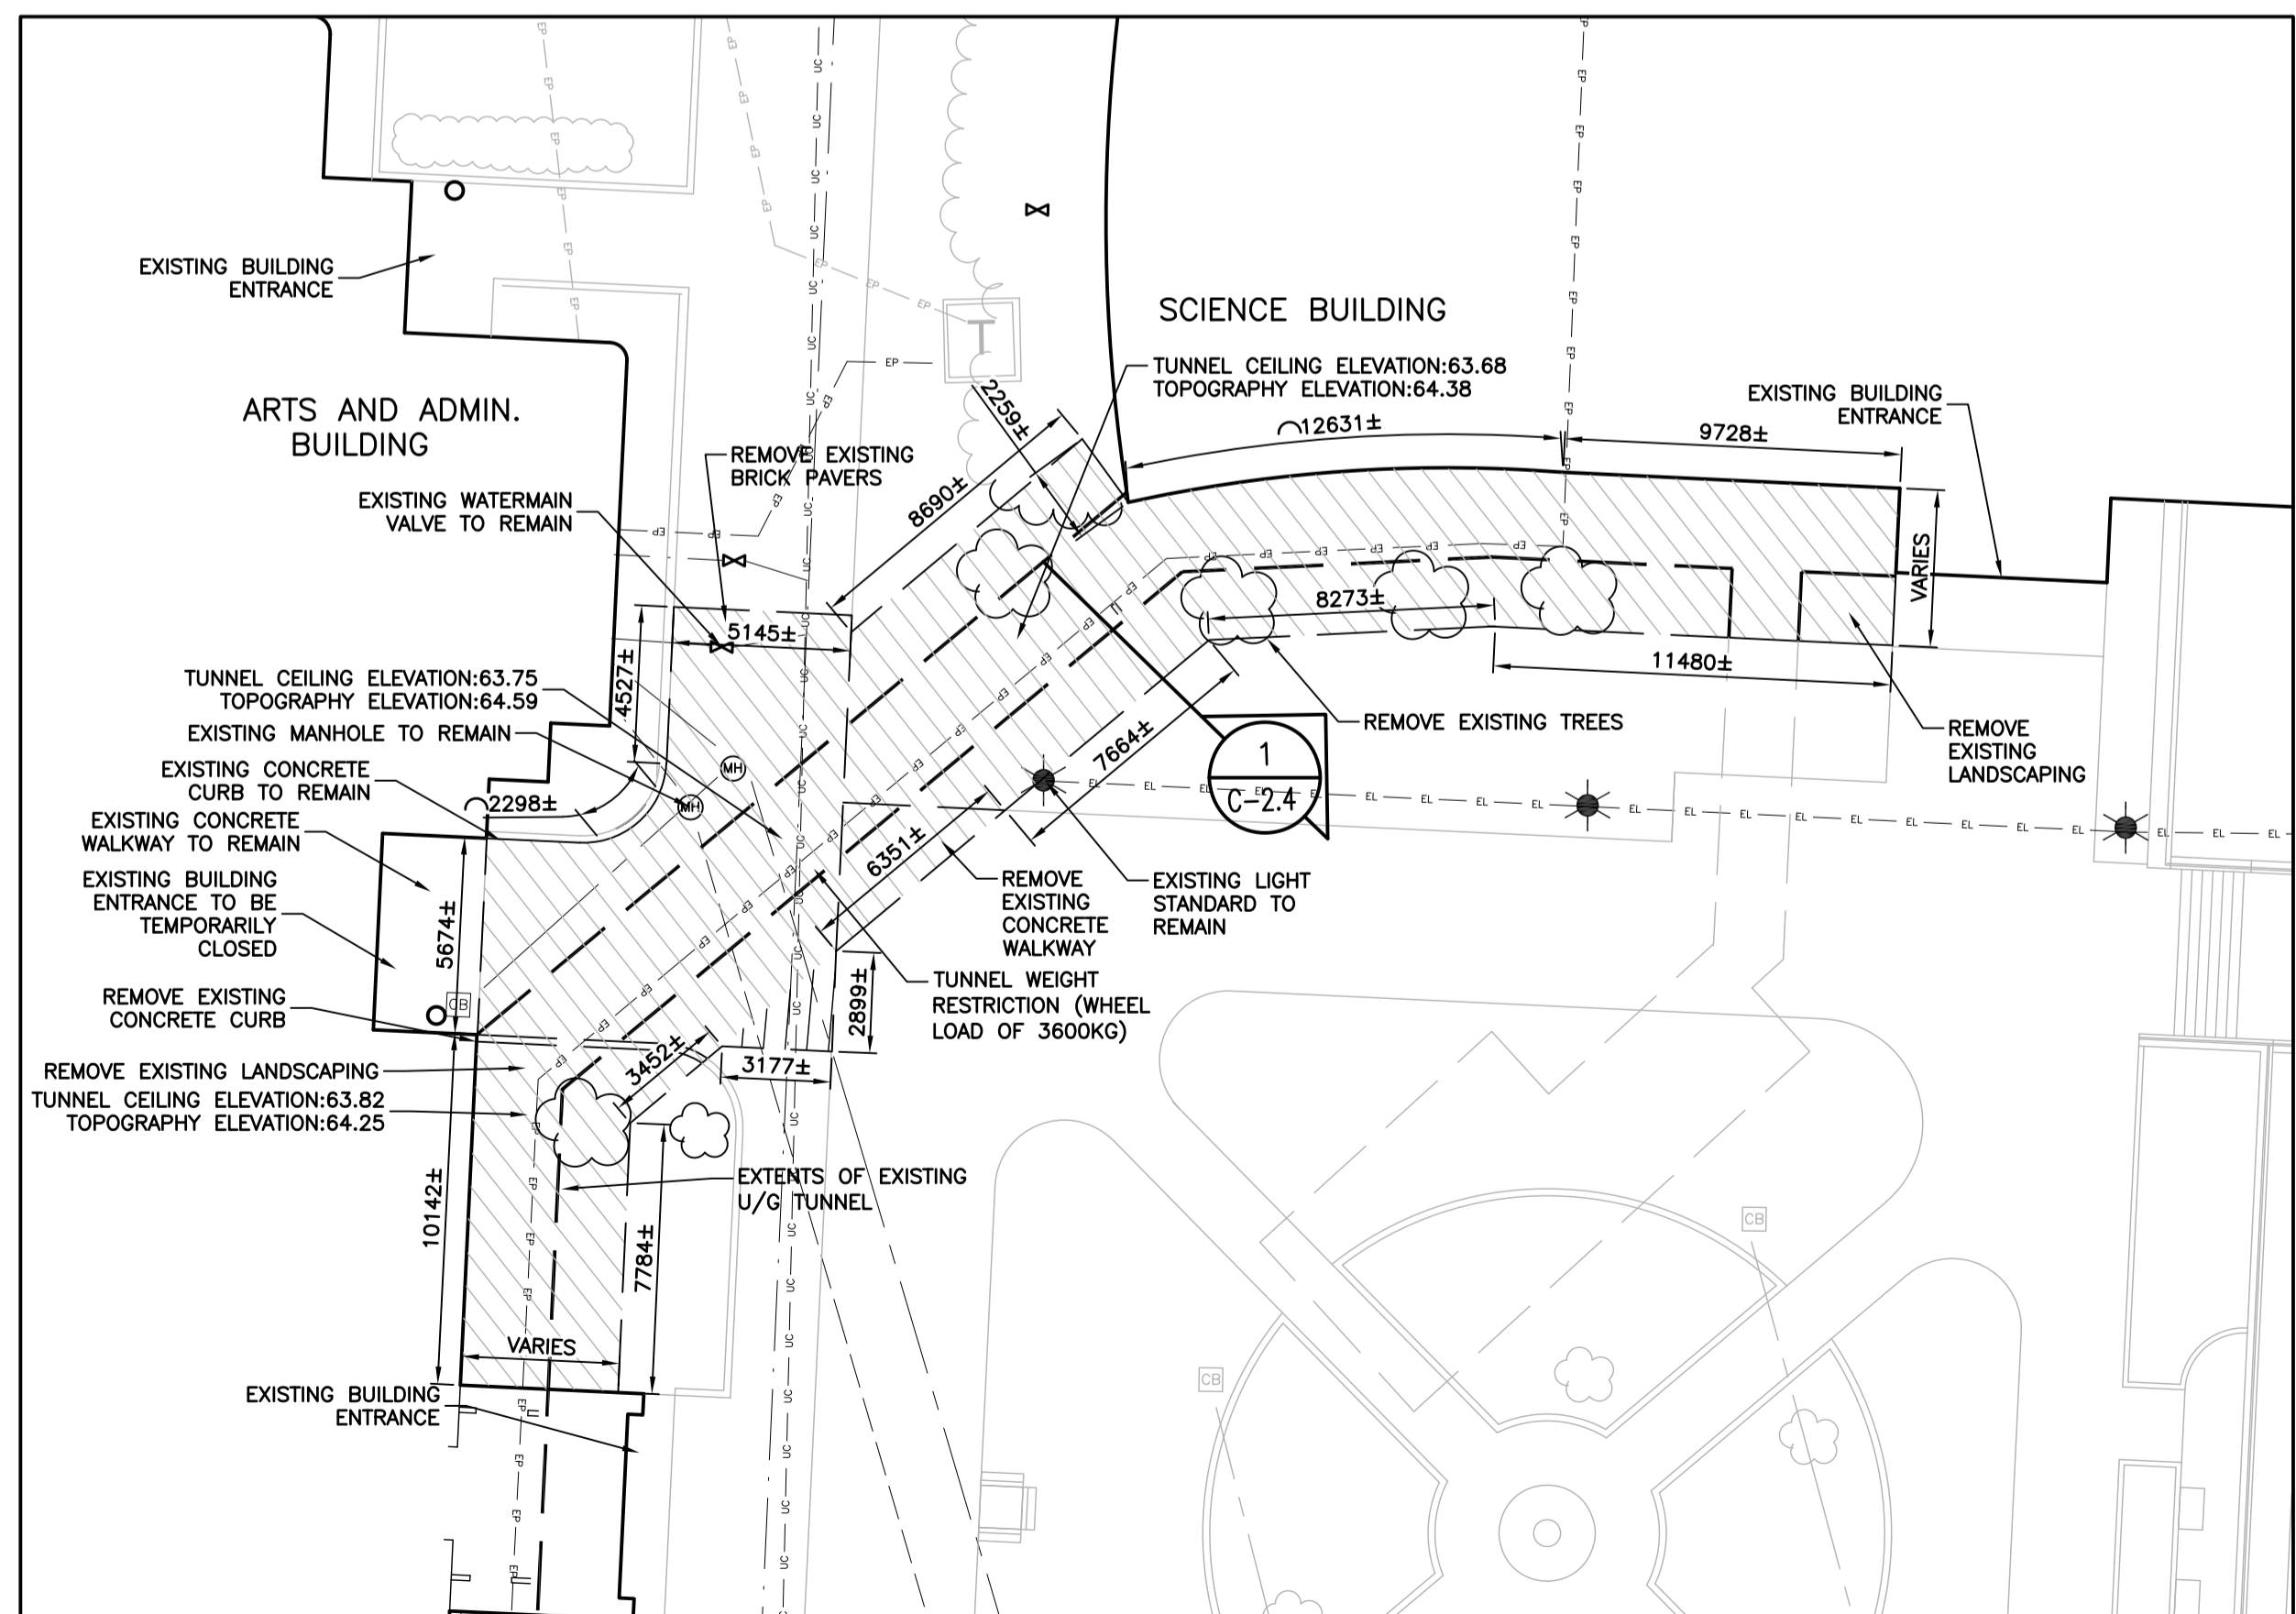 EXISTING BUILDING
ENTRANCE
SCIENCE BUILDING
TUNNEL CEILING ELEVATION:63.68
TOPOGRAPHY ELEVATION:64.38
EXISTING BUILDING
ENTRANCE
ARTS AND ADMIN.
BUILDING
2259±
12631±
9728±
REMOVE EXISTING
BRICK PAVERS
EXISTING WATERMAIN
VALVE TO REMAIN
8690±
VARIES
8273±
5145±
4527±
11480±
TUNNEL CEILING ELEVATION:63.75
TOPOGRAPHY ELEVATION:64.59
EXISTING MANHOLE TO REMAIN
REMOVE EXISTING TREES
REMOVE
EXISTING
LANDSCAPING
7664±
1
C-2.4
MH
MH
EXISTING CONCRETE
CURB TO REMAIN
2298±
EXISTING CONCRETE
WALKWAY TO REMAIN
6351±
EXISTING BUILDING
ENTRANCE TO BE
TEMPORARILY
CLOSED
5674±
REMOVE
EXISTING
CONCRETE
WALKWAY
EXISTING LIGHT
STANDARD TO
REMAIN
TUNNEL WEIGHT
RESTRICTION (WHEEL
LOAD OF 3600KG)
2899±
CB
REMOVE EXISTING
CONCRETE CURB
3452±
3177±
REMOVE EXISTING LANDSCAPING
TUNNEL CEILING ELEVATION:63.82
TOPOGRAPHY ELEVATION:64.25
EXTENTS OF EXISTING
U/G TUNNEL
10142±
7784±
VARIES
CB
CB
EXISTING BUILDING
ENTRANCE
EP
UC
EL
T